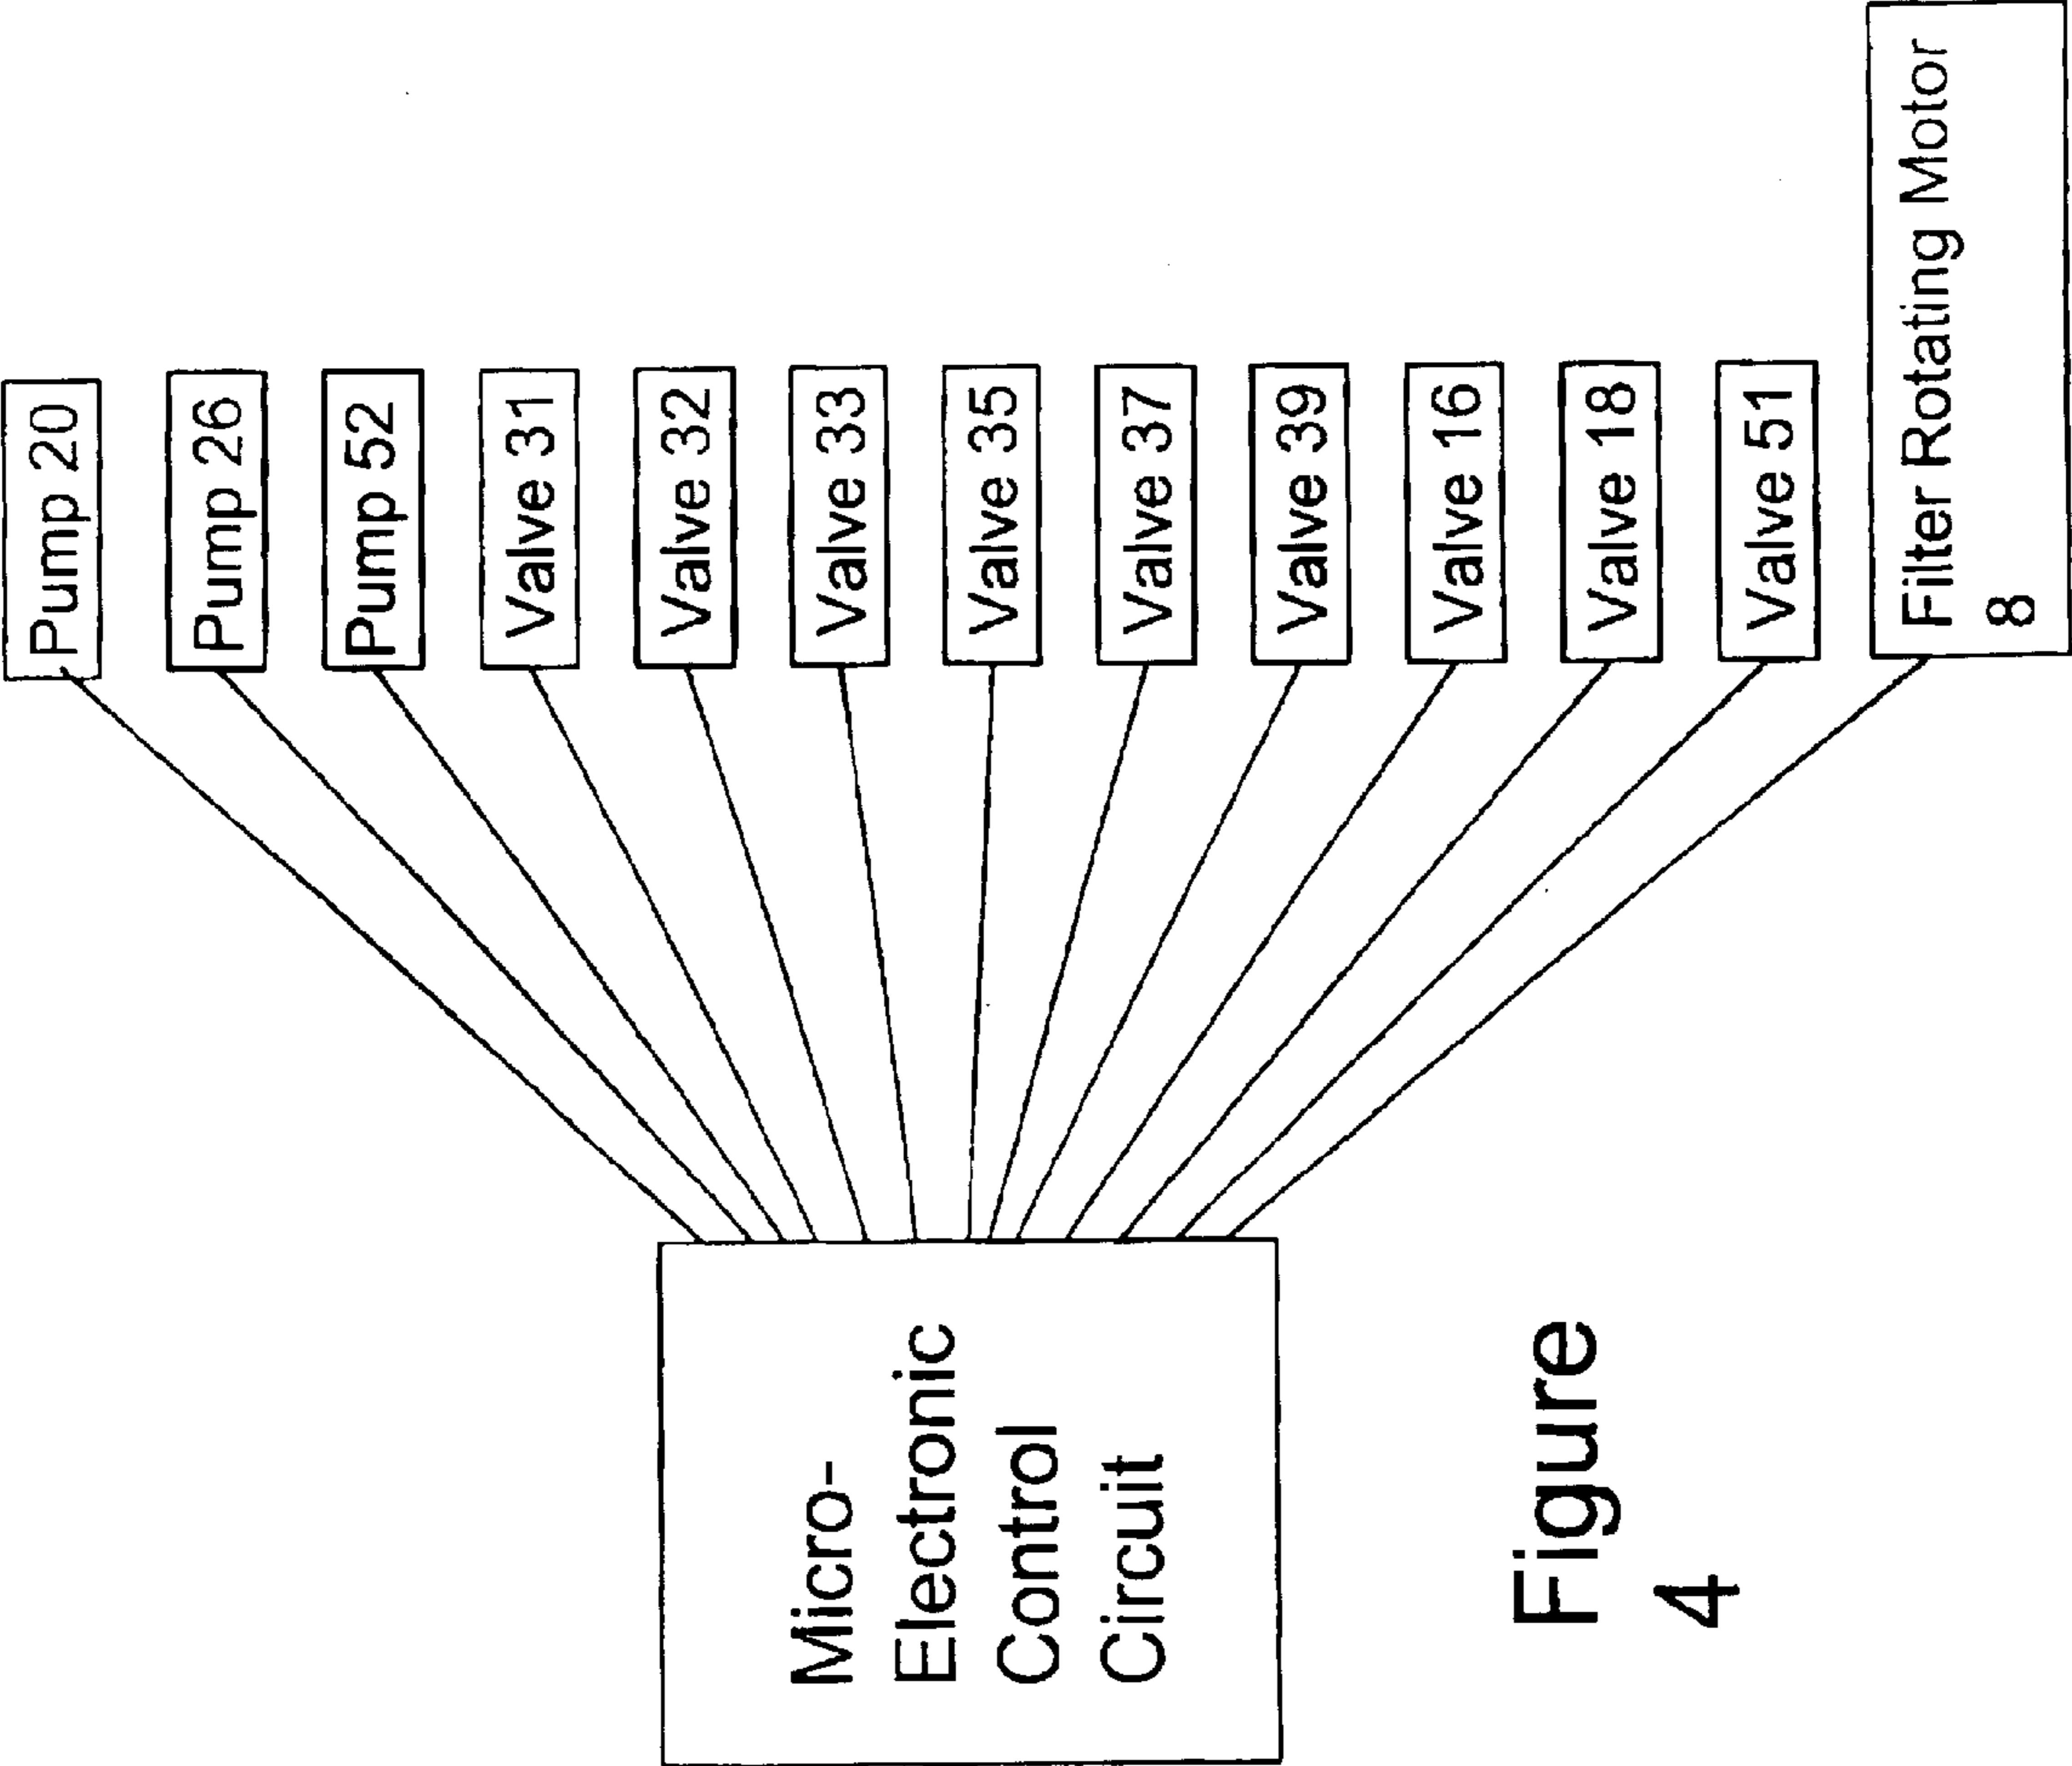 Pump 20
Pump 26
Pump 52
Valve 31
Valve 32
Valve 33
Valve 35
Valve 37
Valve 39
Valve 16
Valve 18
Valve 51
Filter Rotating Motor
8
Micro-
Electronic
Control
Circuit
Figure
4